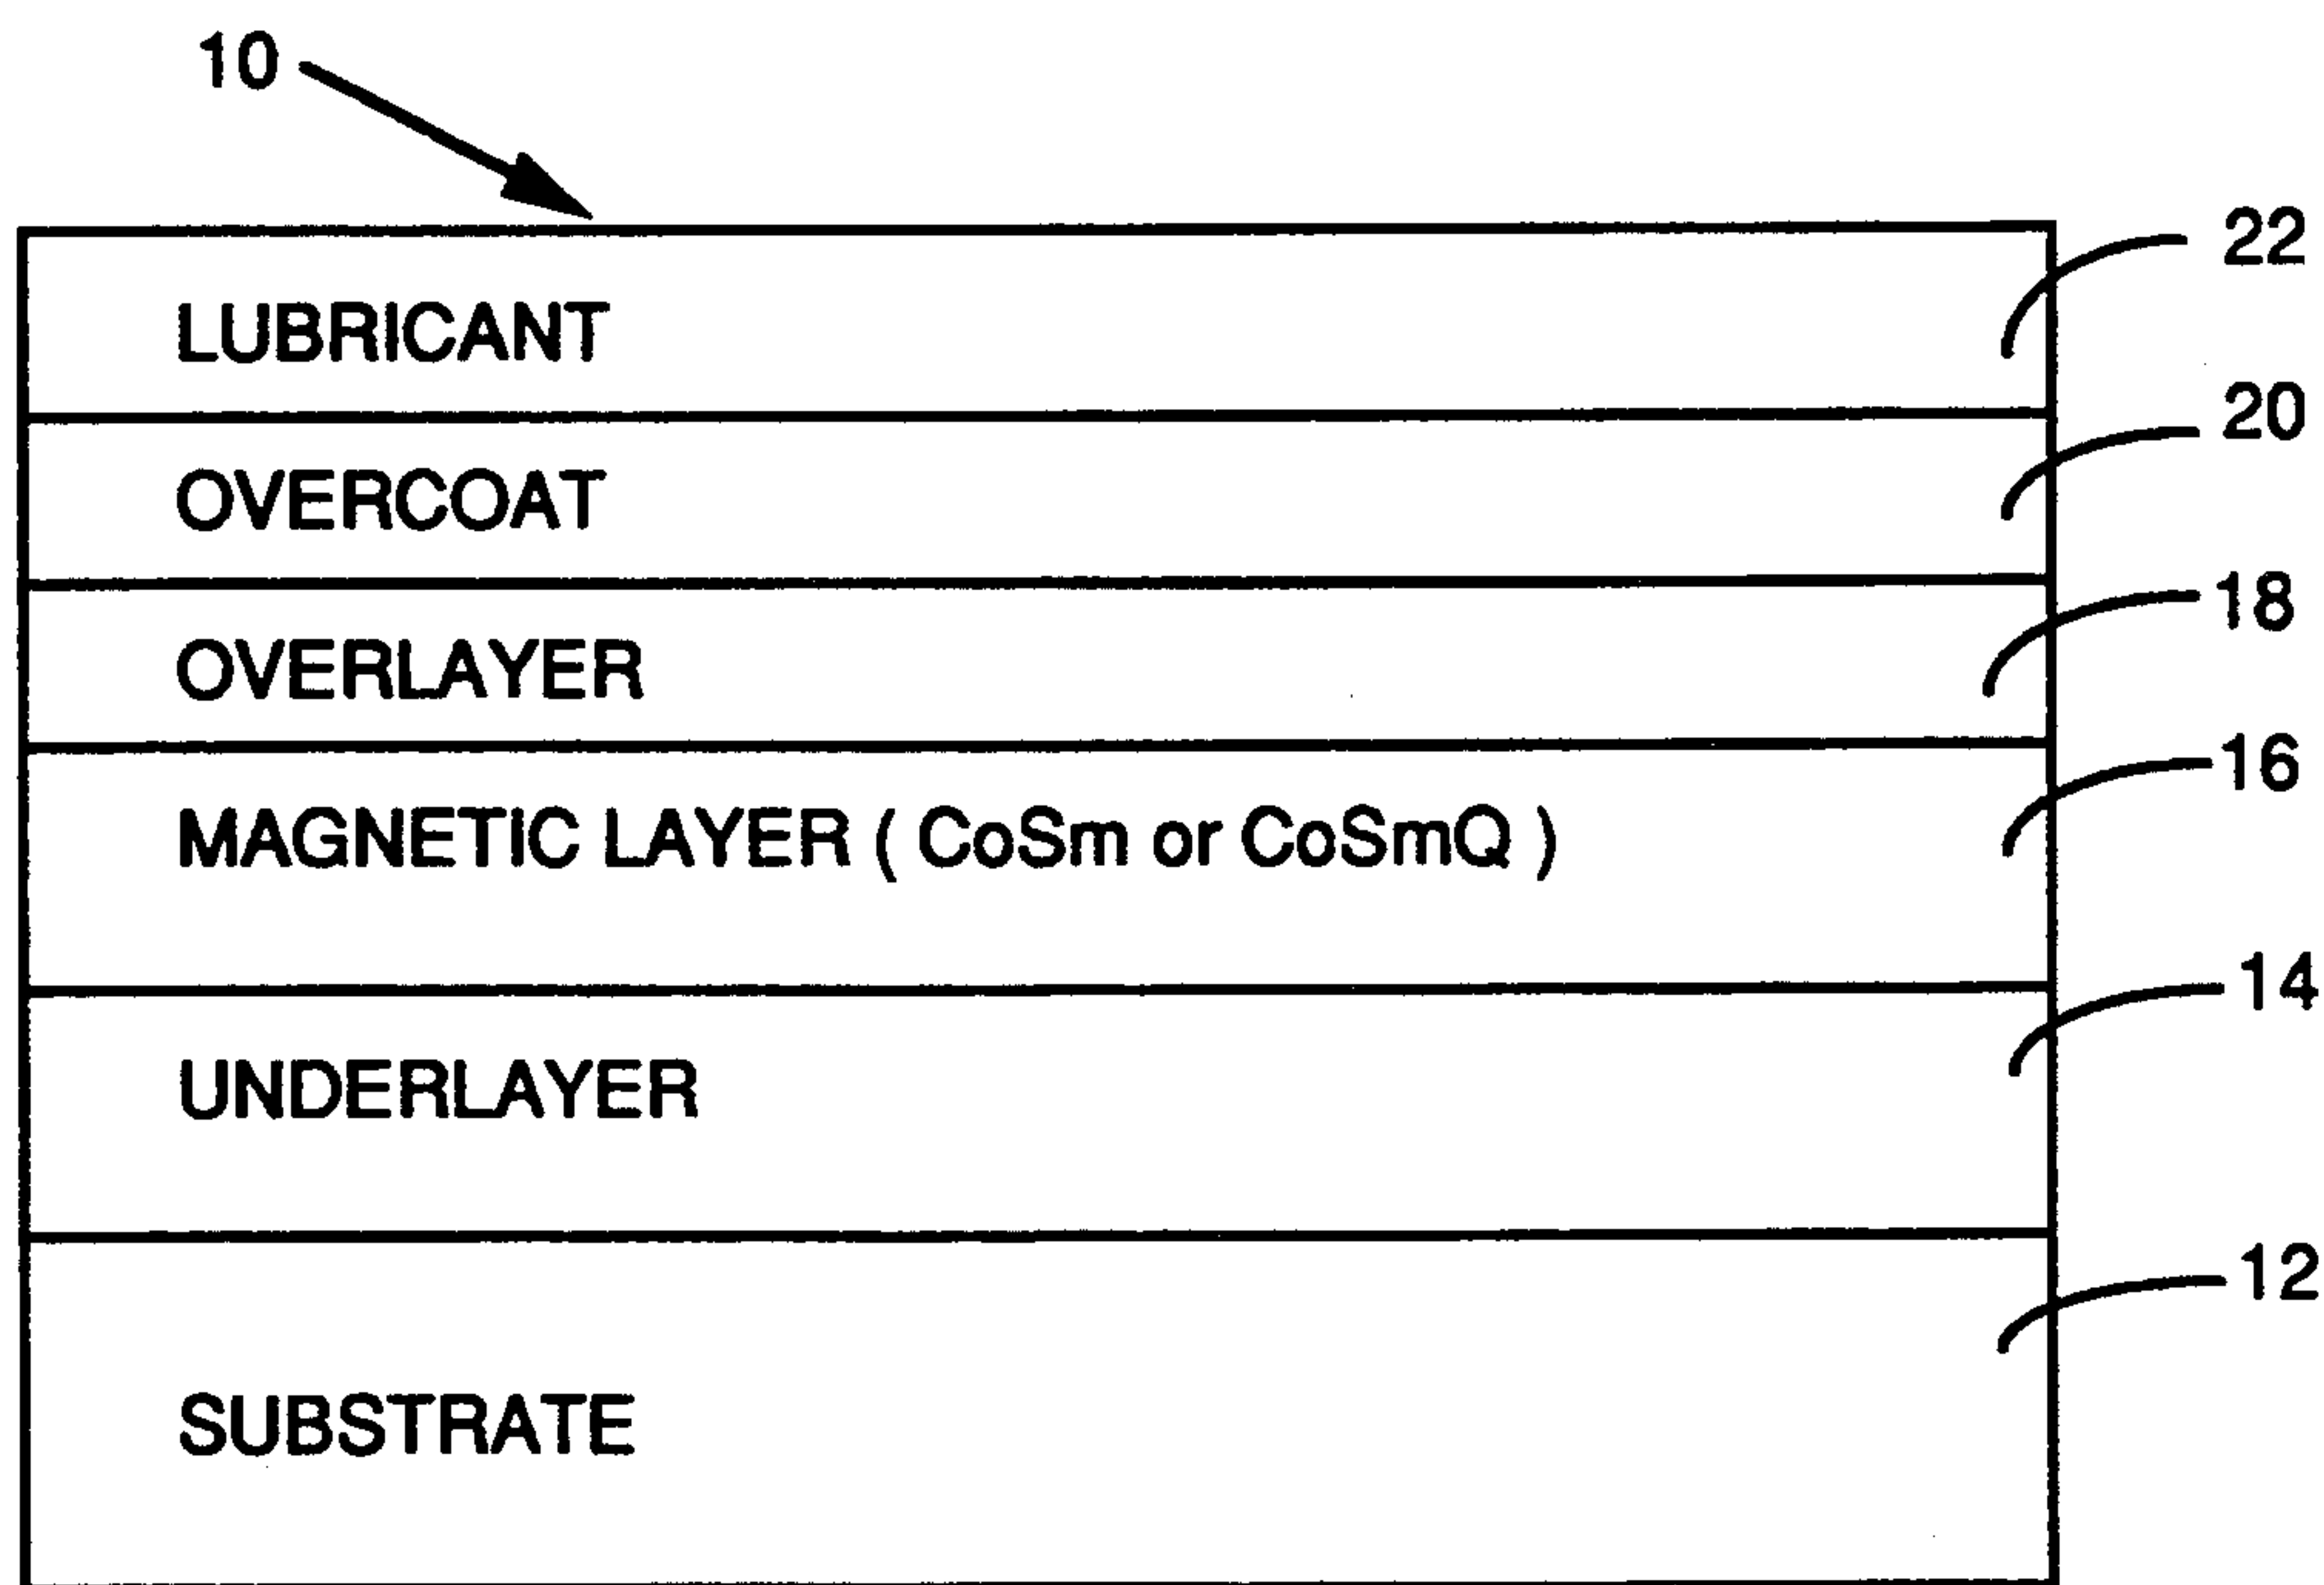 10
22
LUBRICANT
20
OVERCOAT
18
OVERLAYER
16
MAGNETIC LAYER ( CoSm or CoSmQ )
14
UNDERLAYER
12
SUBSTRATE